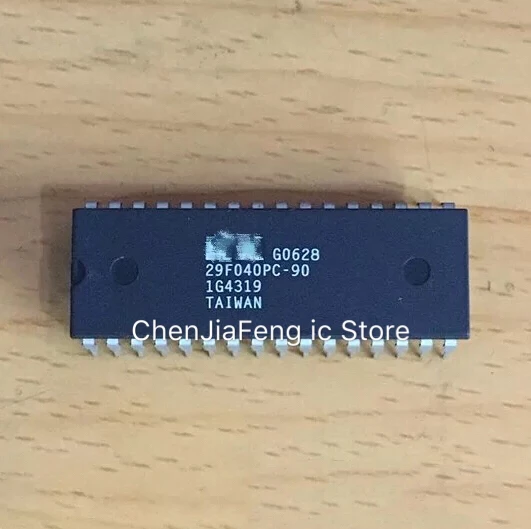 G0628
29F040PC-90
1G4319
TAIWAN
ChenJiaFeng ic Store